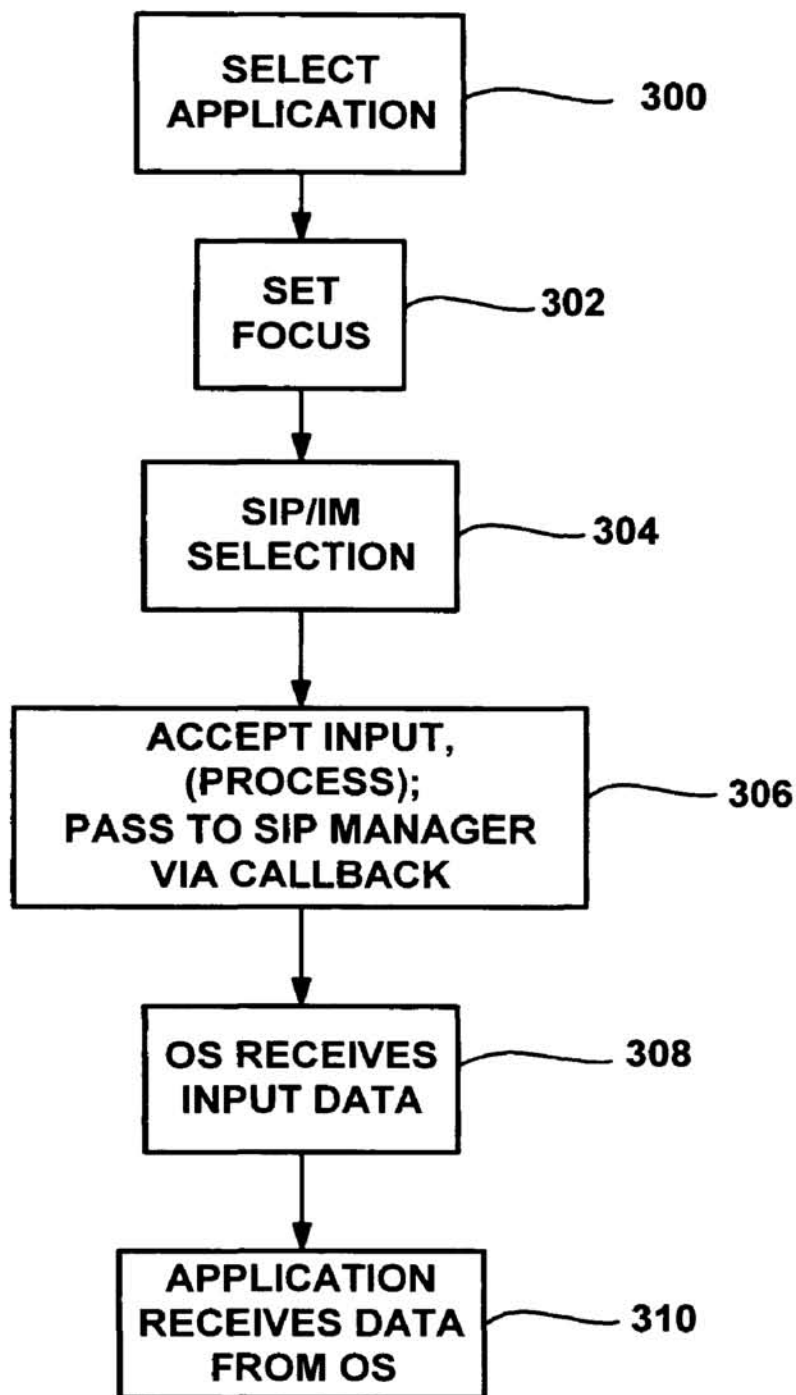 SELECT
APPLICATION
300
SET
FOCUS
302
SIP/IM
SELECTION
304
ACCEPT INPUT,
(PROCESS);
PASS TO SIP MANAGER
VIA CALLBACK
306
OS RECEIVES
INPUT DATA
308
APPLICATION
RECEIVES DATA
FROM OS
310